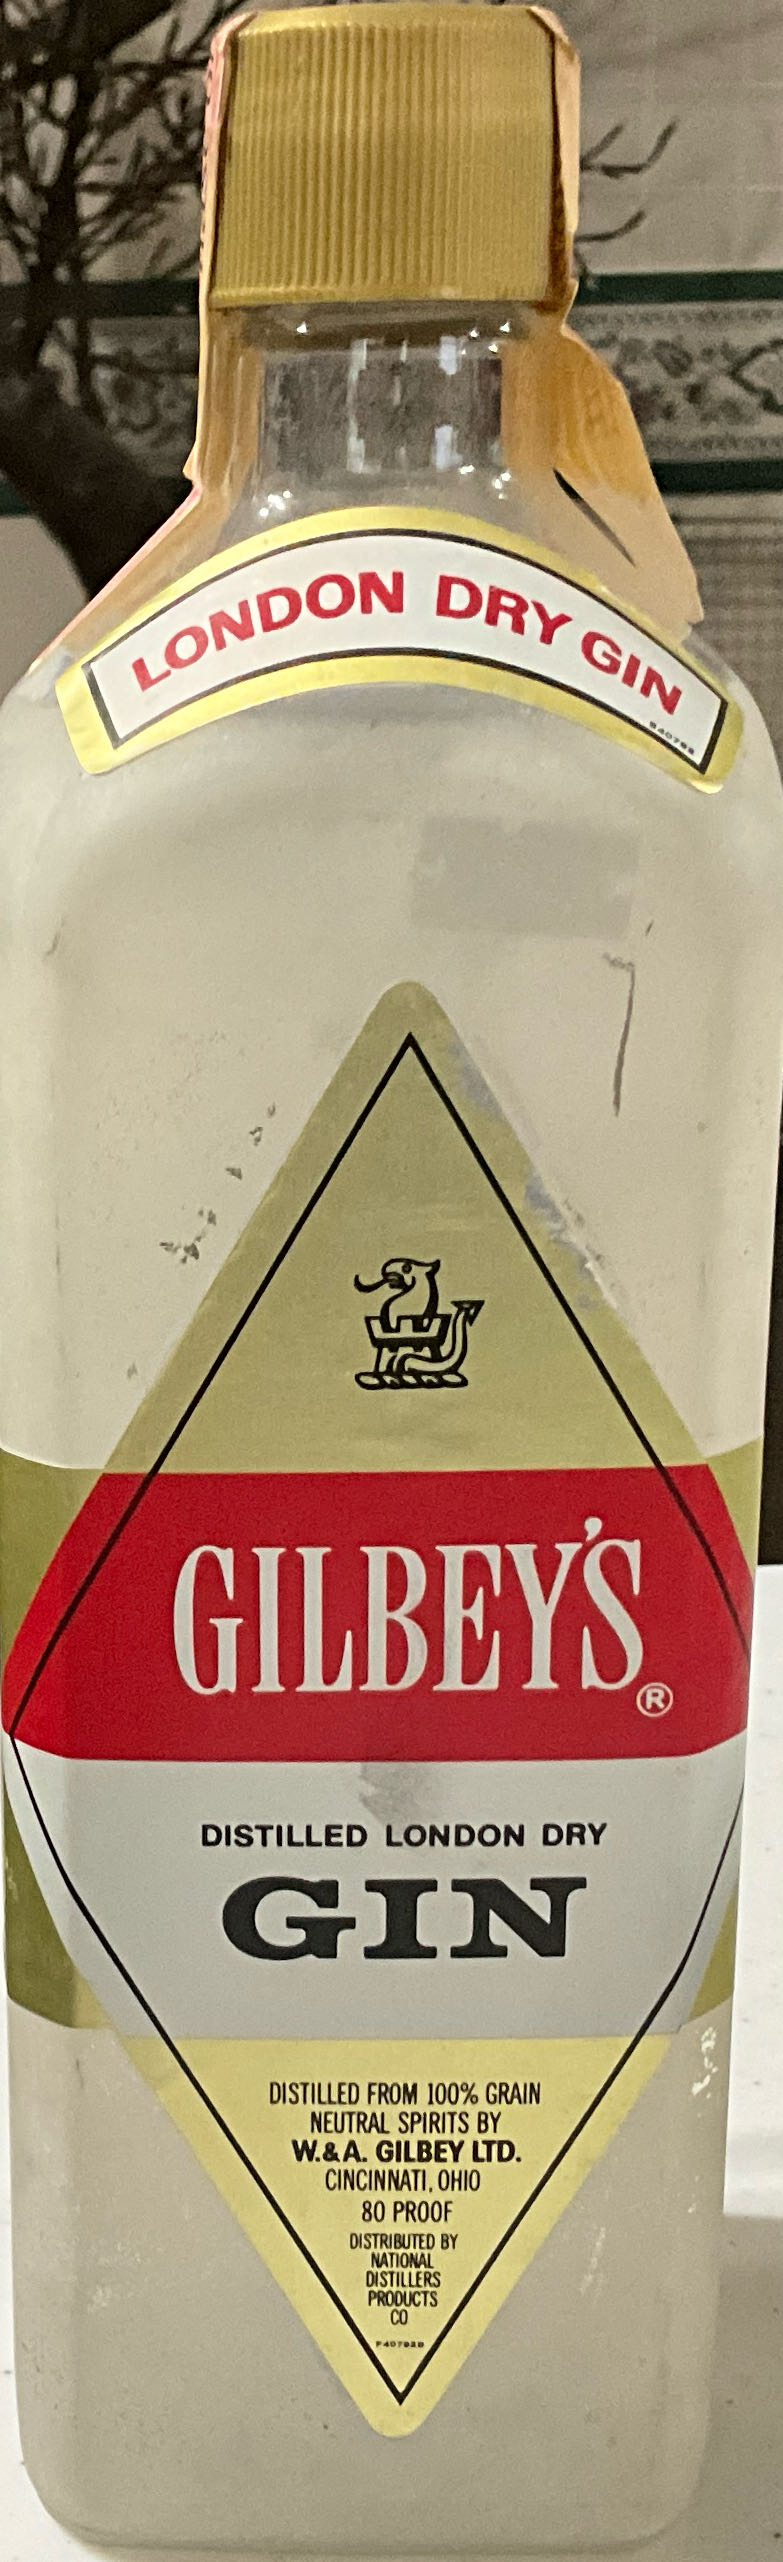 LONDON DRY GIN
GILBEY'S®
DISTILLED LONDON DRY
GIN
DISTILLED FROM 100% GRAIN
NEUTRAL SPIRITS BY
W.&A. GILBEY LTD.
CINCINNATI, OHIO
80 PROOF
DISTRIBUTED BY
NATIONAL
DISTILLERS
PRODUCTS
CO